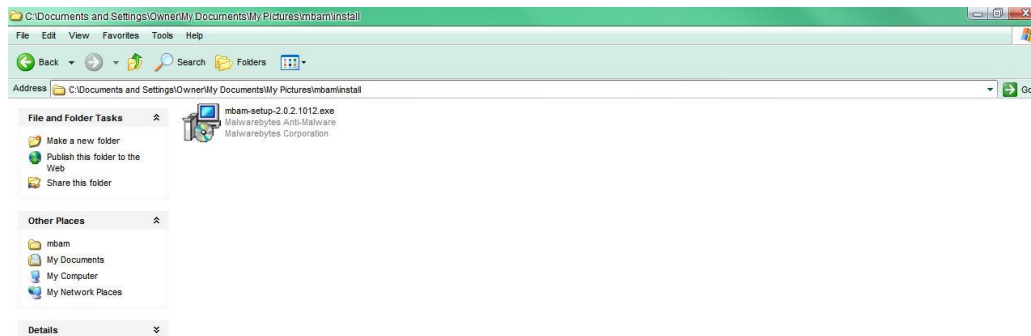 C:\Documents and Settings\Owner\My Documents\My Pictures\mbam\install
File Edit View Favorites Tools Help
Back Search Folders
Address C:\Documents and Settings\Owner\My Documents\My Pictures\mbam\install Go
File and Folder Tasks
Make a new folder
Publish this folder to the
Web
Share this folder
Other Places
mbam
My Documents
My Computer
My Network Places
Details
mbam-setup-2.0.2.1012.exe
Malwarebytes Anti-Malware
Malwarebytes Corporation